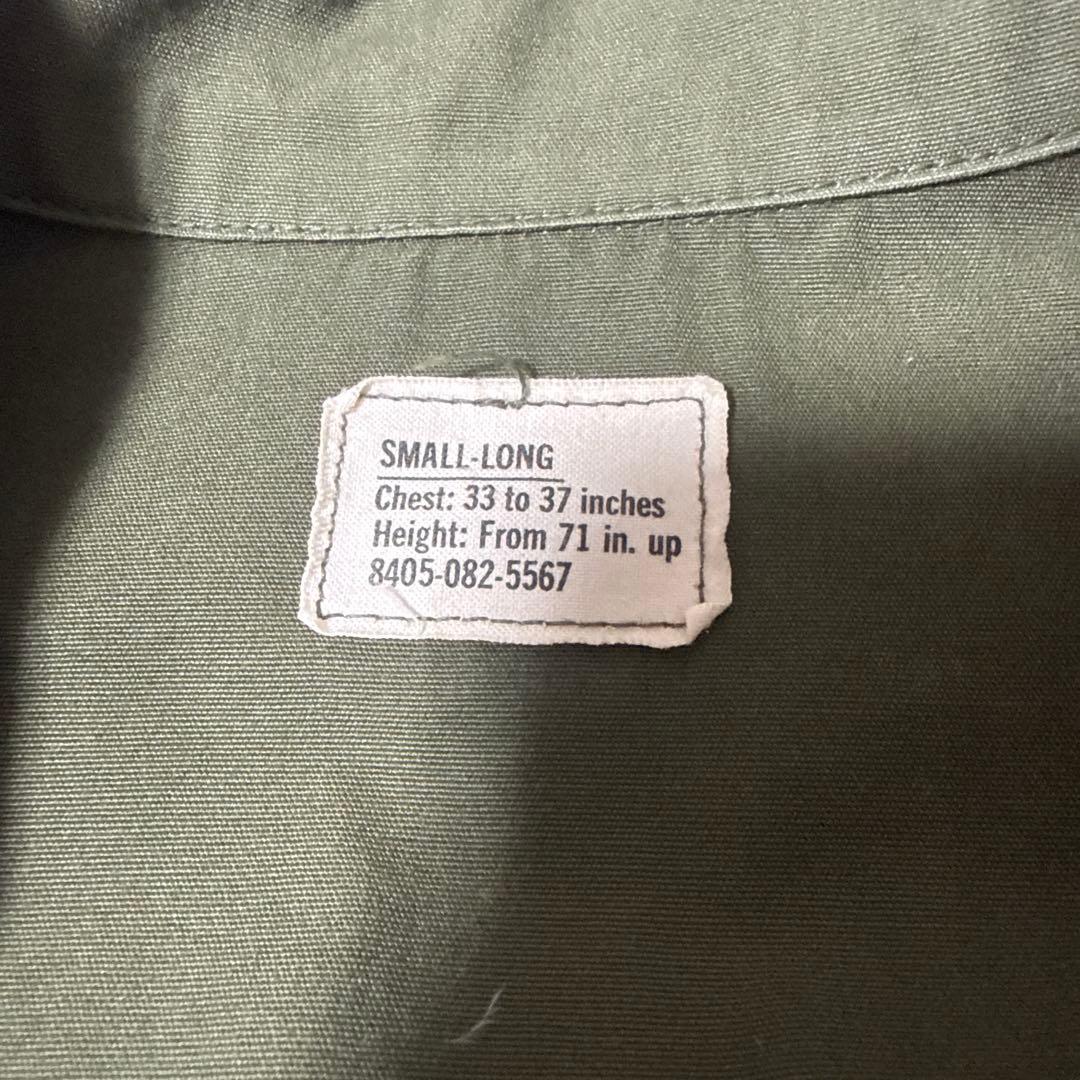 SMALL-LONG
Chest: 33 to 37 inches
Height: From 71 in. up
8405-082-5567